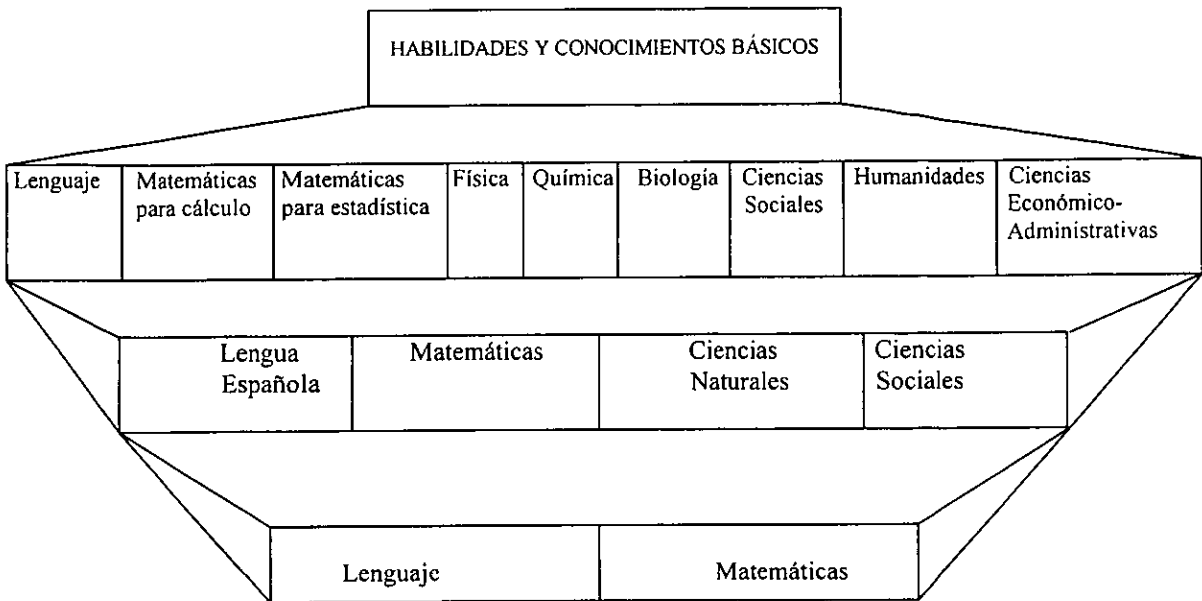 HABILIDADES Y CONOCIMIENTOS BÁSICOS
Lenguaje
Matemáticas
para cálculo
Matemáticas
para estadística
Física
Química
Biología
Ciencias
Sociales
Humanidades
Ciencias
Económico-
Administrativas
Lengua
Española
Matemáticas
Ciencias
Naturales
Ciencias
Sociales
Lenguaje
Matemáticas